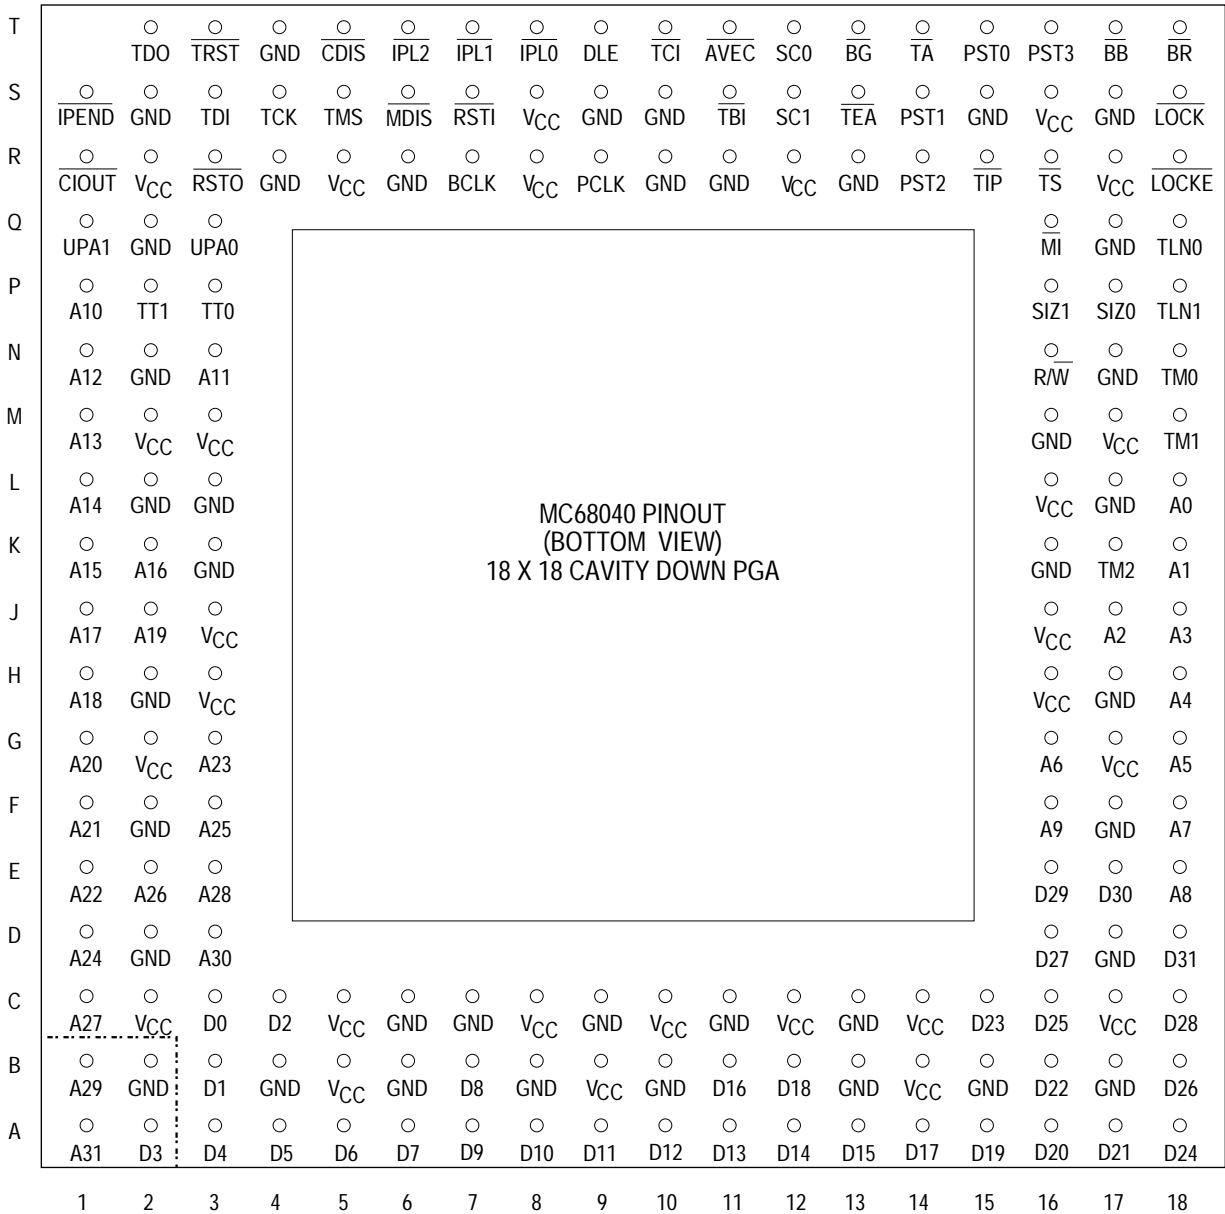 T
TDO TRST GND CDIS IPL2 IPL1 IPL0 DLE TCI AVEC SC0 BG TA PST0 PST3 BB BR
S
IPEND GND TDI TCK TMS MDIS RSTI VCC GND GND TBI SC1 TEA PST1 GND VCC GND LOCK
R
CIOUT VCC RSTO GND VCC GND BCLK VCC PCLK GND GND VCC GND PST2 TIP TS VCC LOCKE
Q
UPA1 GND UPA0 MI GND TLN0
P
A10 TT1 TT0 SIZ1 SIZ0 TLN1
N
A12 GND A11 R/W GND TM0
M
A13 VCC VCC GND VCC TM1
L
A14 GND GND VCC GND A0
MC68040 PINOUT
(BOTTOM VIEW)
18 X 18 CAVITY DOWN PGA
K
A15 A16 GND GND TM2 A1
J
A17 A19 VCC VCC A2 A3
H
A18 GND VCC VCC GND A4
G
A20 VCC A23 A6 VCC A5
F
A21 GND A25 A9 GND A7
E
A22 A26 A28 D29 D30 A8
D
A24 GND A30 D27 GND D31
C
A27 VCC D0 D2 VCC GND GND VCC GND VCC GND VCC GND VCC D23 D25 VCC D28
B
A29 GND D1 GND VCC GND D8 GND VCC GND D16 D18 GND VCC GND D22 GND D26
A
A31 D3 D4 D5 D6 D7 D9 D10 D11 D12 D13 D14 D15 D17 D19 D20 D21 D24
1 2 3 4 5 6 7 8 9 10 11 12 13 14 15 16 17 18